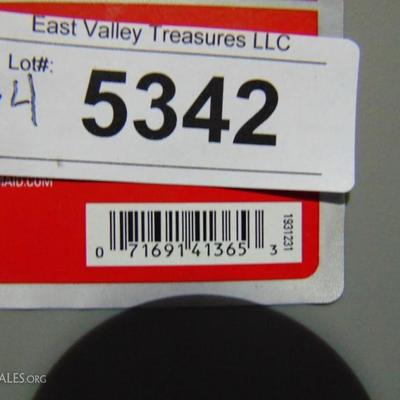 East Valley Treasures LLC
Lot#:
4 5342
AID.COM
1931231
0 71691 41365 3
ALES.ORG